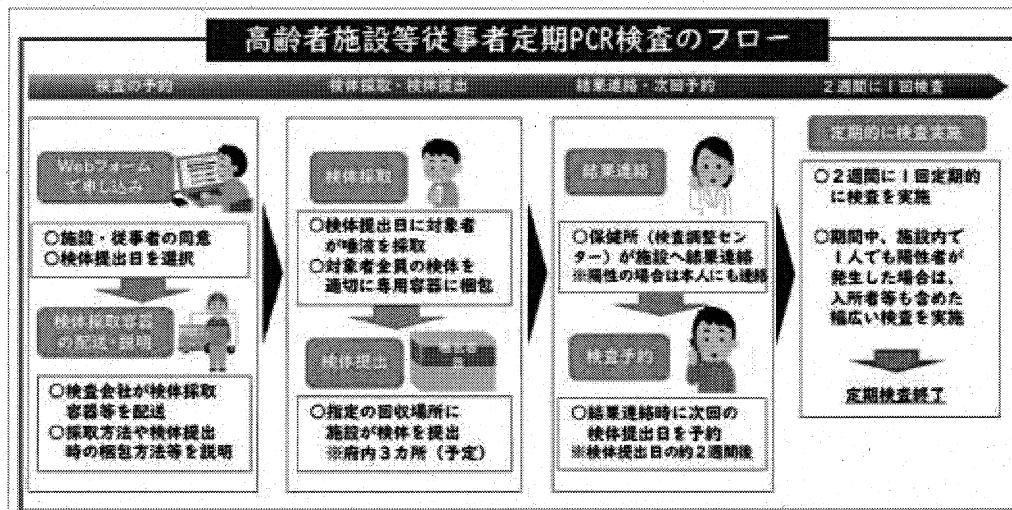 高齢者施設等従事者定期PCR検査のフロー
検査の予約
検体採取・検体提出
結果連絡・次回予約
2週間に1回検査
Webフォーム
で申し込み
○施設・従事者の同意
○検体提出日を選択
検体採取容器
の配送・説明
○検査会社が検体採取
容器等を配送
○採取方法や検体提出
時の梱包方法等を説明
検体採取
○検体提出日に対象者
が唾液を採取
○対象者全員の検体を
適切に専用容器に梱包
検体提出
○指定の回収場所に
施設が検体を提出
※府内3カ所（予定）
結果連絡
○保健所（検査調整セン
ター）が施設へ結果連絡
※陽性の場合は本人にも連絡
検査予約
○結果連絡時に次回の
検体提出日を予約
※検体提出日の約2週間後
定期的に検査実施
○2週間に1回定期的
に検査を実施
○期間中、施設内で
1人でも陽性者が
発生した場合は、
入所者等も含めた
幅広い検査を実施
定期検査終了